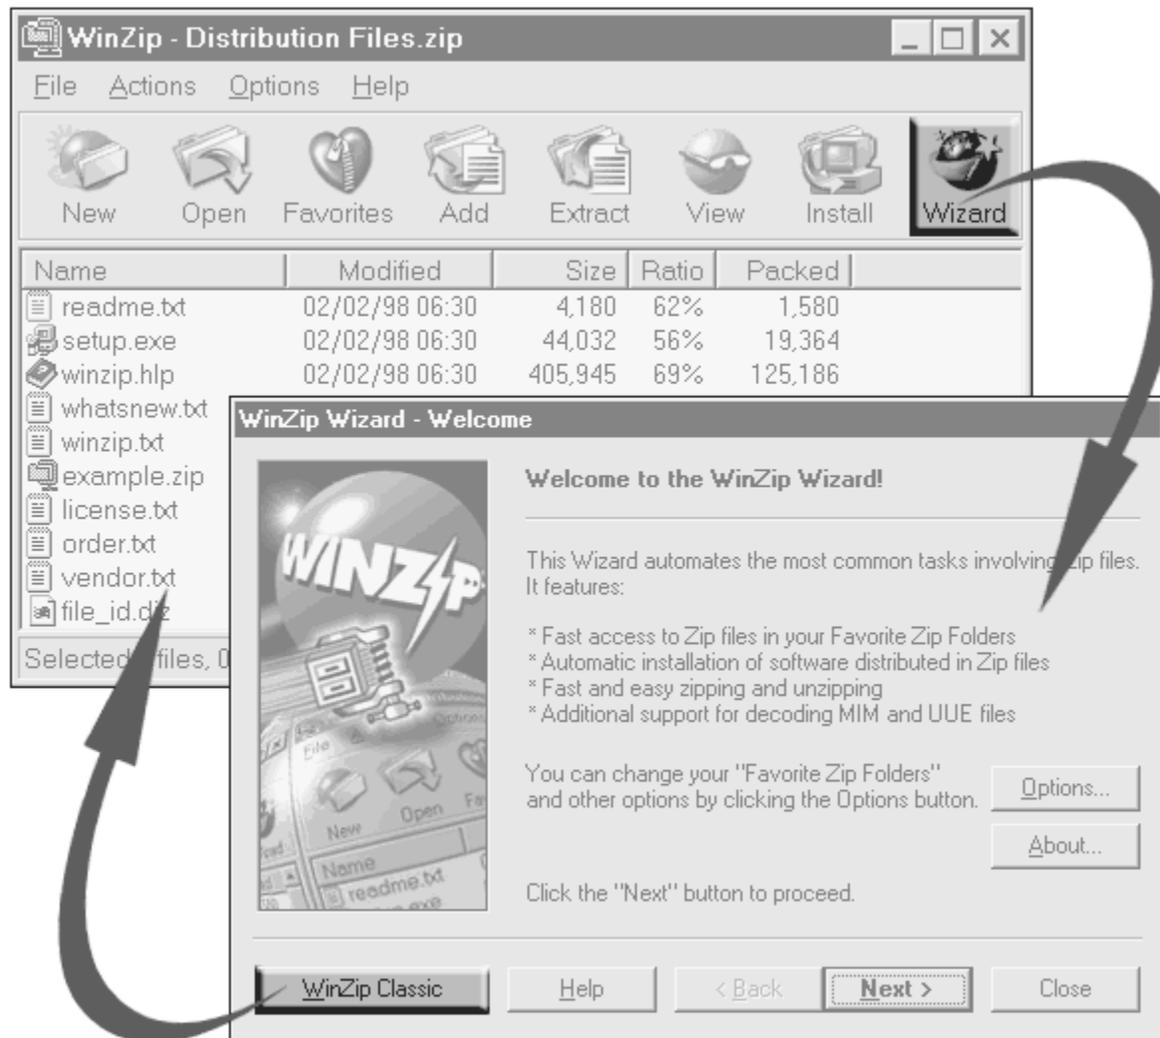 WinZip - Distribution Files.zip
File Actions Options Help
New Open Favorites Add Extract View Install Wizard
Name Modified Size Ratio Packed
readme.txt 02/02/98 06:30 4,180 62% 1,580
setup.exe 02/02/98 06:30 44,032 56% 19,364
winzip.hlp 02/02/98 06:30 405,945 69% 125,186
whatsnew.txt
winzip.txt
example.zip
license.txt
order.txt
vendor.txt
file_id.diz
Selected files, 0
WinZip Wizard - Welcome
Welcome to the WinZip Wizard!
This Wizard automates the most common tasks involving zip files.
It features:
* Fast access to Zip files in your Favorite Zip Folders
* Automatic installation of software distributed in Zip files
* Fast and easy zipping and unzipping
* Additional support for decoding MIM and UUE files
You can change your "Favorite Zip Folders"
and other options by clicking the Options button.
Options...
About...
Click the "Next" button to proceed.
WINZIP
File
Options
New Open
Name
readme.txt
WinZip Classic Help < Back Next > Close